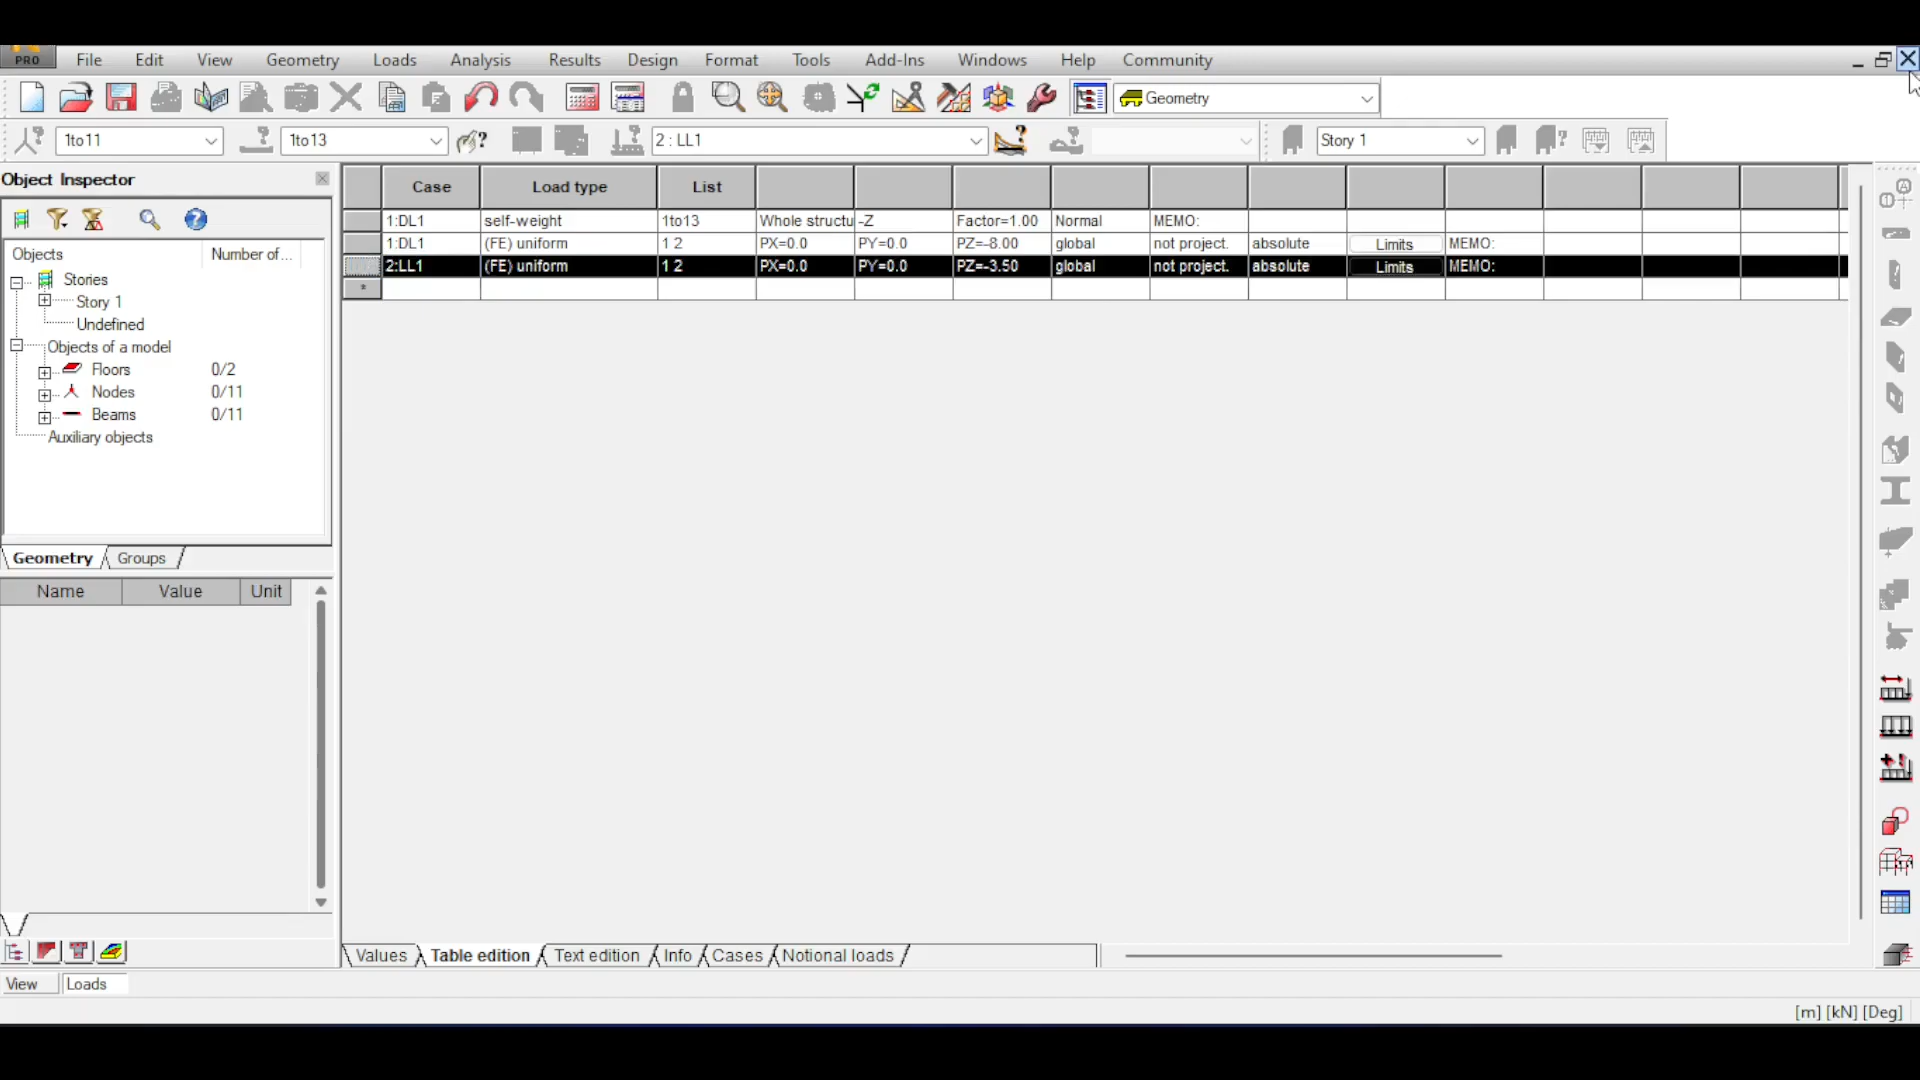 PRO File Edit View Geometry Loads Analysis Results Design Format Tools Add-Ins Windows Help Community
Geometry
1to11 1to13 2 : LL1 Story 1
Object Inspector
Objects Number of...
Stories
Story 1
Undefined
Objects of a model
Floors 0/2
Nodes 0/11
Beams 0/11
Auxiliary objects
Geometry Groups
Name Value Unit
Case Load type List
1:DL1 self-weight 1to13 Whole structu -Z Factor=1.00 Normal MEMO:
1:DL1 (FE) uniform 1 2 PX=0.0 PY=0.0 PZ=-8.00 global not project. absolute Limits MEMO:
2:LL1 (FE) uniform 1 2 PX=0.0 PY=0.0 PZ=-3.50 global not project. absolute Limits MEMO:
*
Values Table edition Text edition Info Cases Notional loads
View Loads
[m] [kN] [Deg]